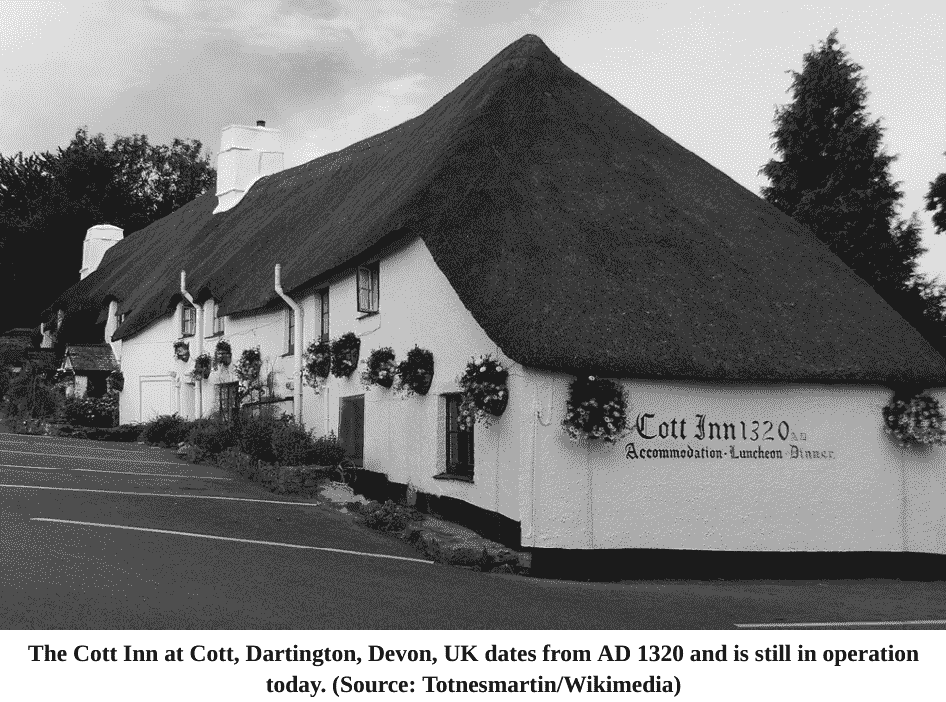 Cott Inn 1320 AD
Accommodation · Luncheon · Dinner
The Cott Inn at Cott, Dartington, Devon, UK dates from AD 1320 and is still in operation
today. (Source: Totnesmartin/Wikimedia)